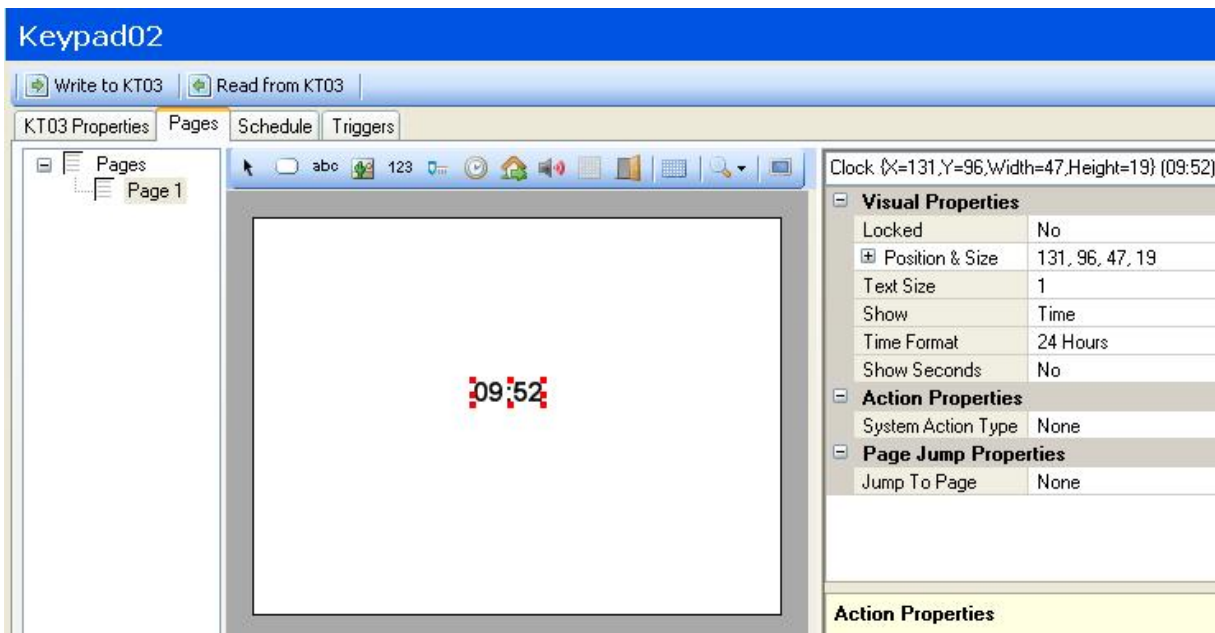 Keypad02
Write to KT03 Read from KT03
KT03 Properties Pages Schedule Triggers
Pages
Page 1
abc 123
09:52
Clock {X=131,Y=96,Width=47,Height=19} (09:52)
Visual Properties
Locked No
Position & Size 131, 96, 47, 19
Text Size 1
Show Time
Time Format 24 Hours
Show Seconds No
Action Properties
System Action Type None
Page Jump Properties
Jump To Page None
Action Properties